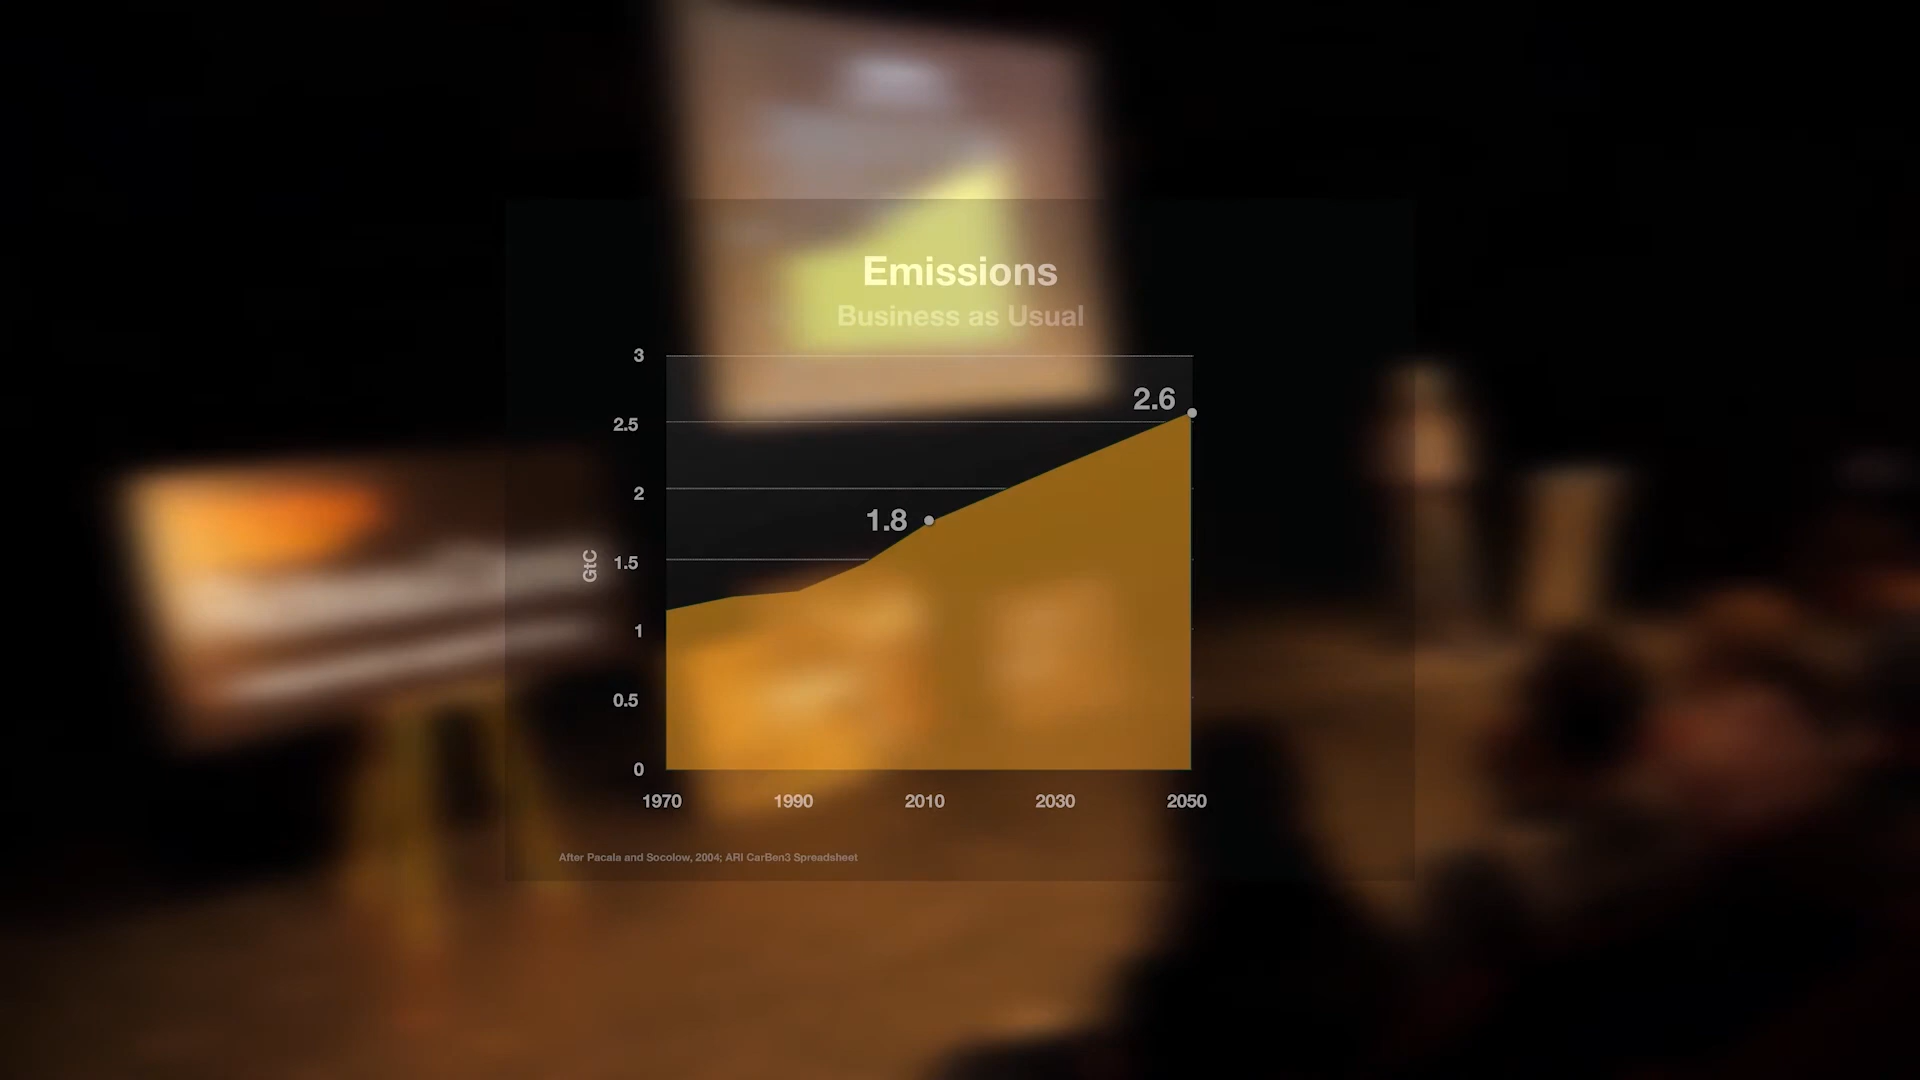 Emissions
Business as Usual
3
2.6
2.5
2
1.8
GtC
1.5
1
0.5
0
1970 1990 2010 2030 2050
After Pacala and Socolow, 2004; ARI CarBen3 Spreadsheet